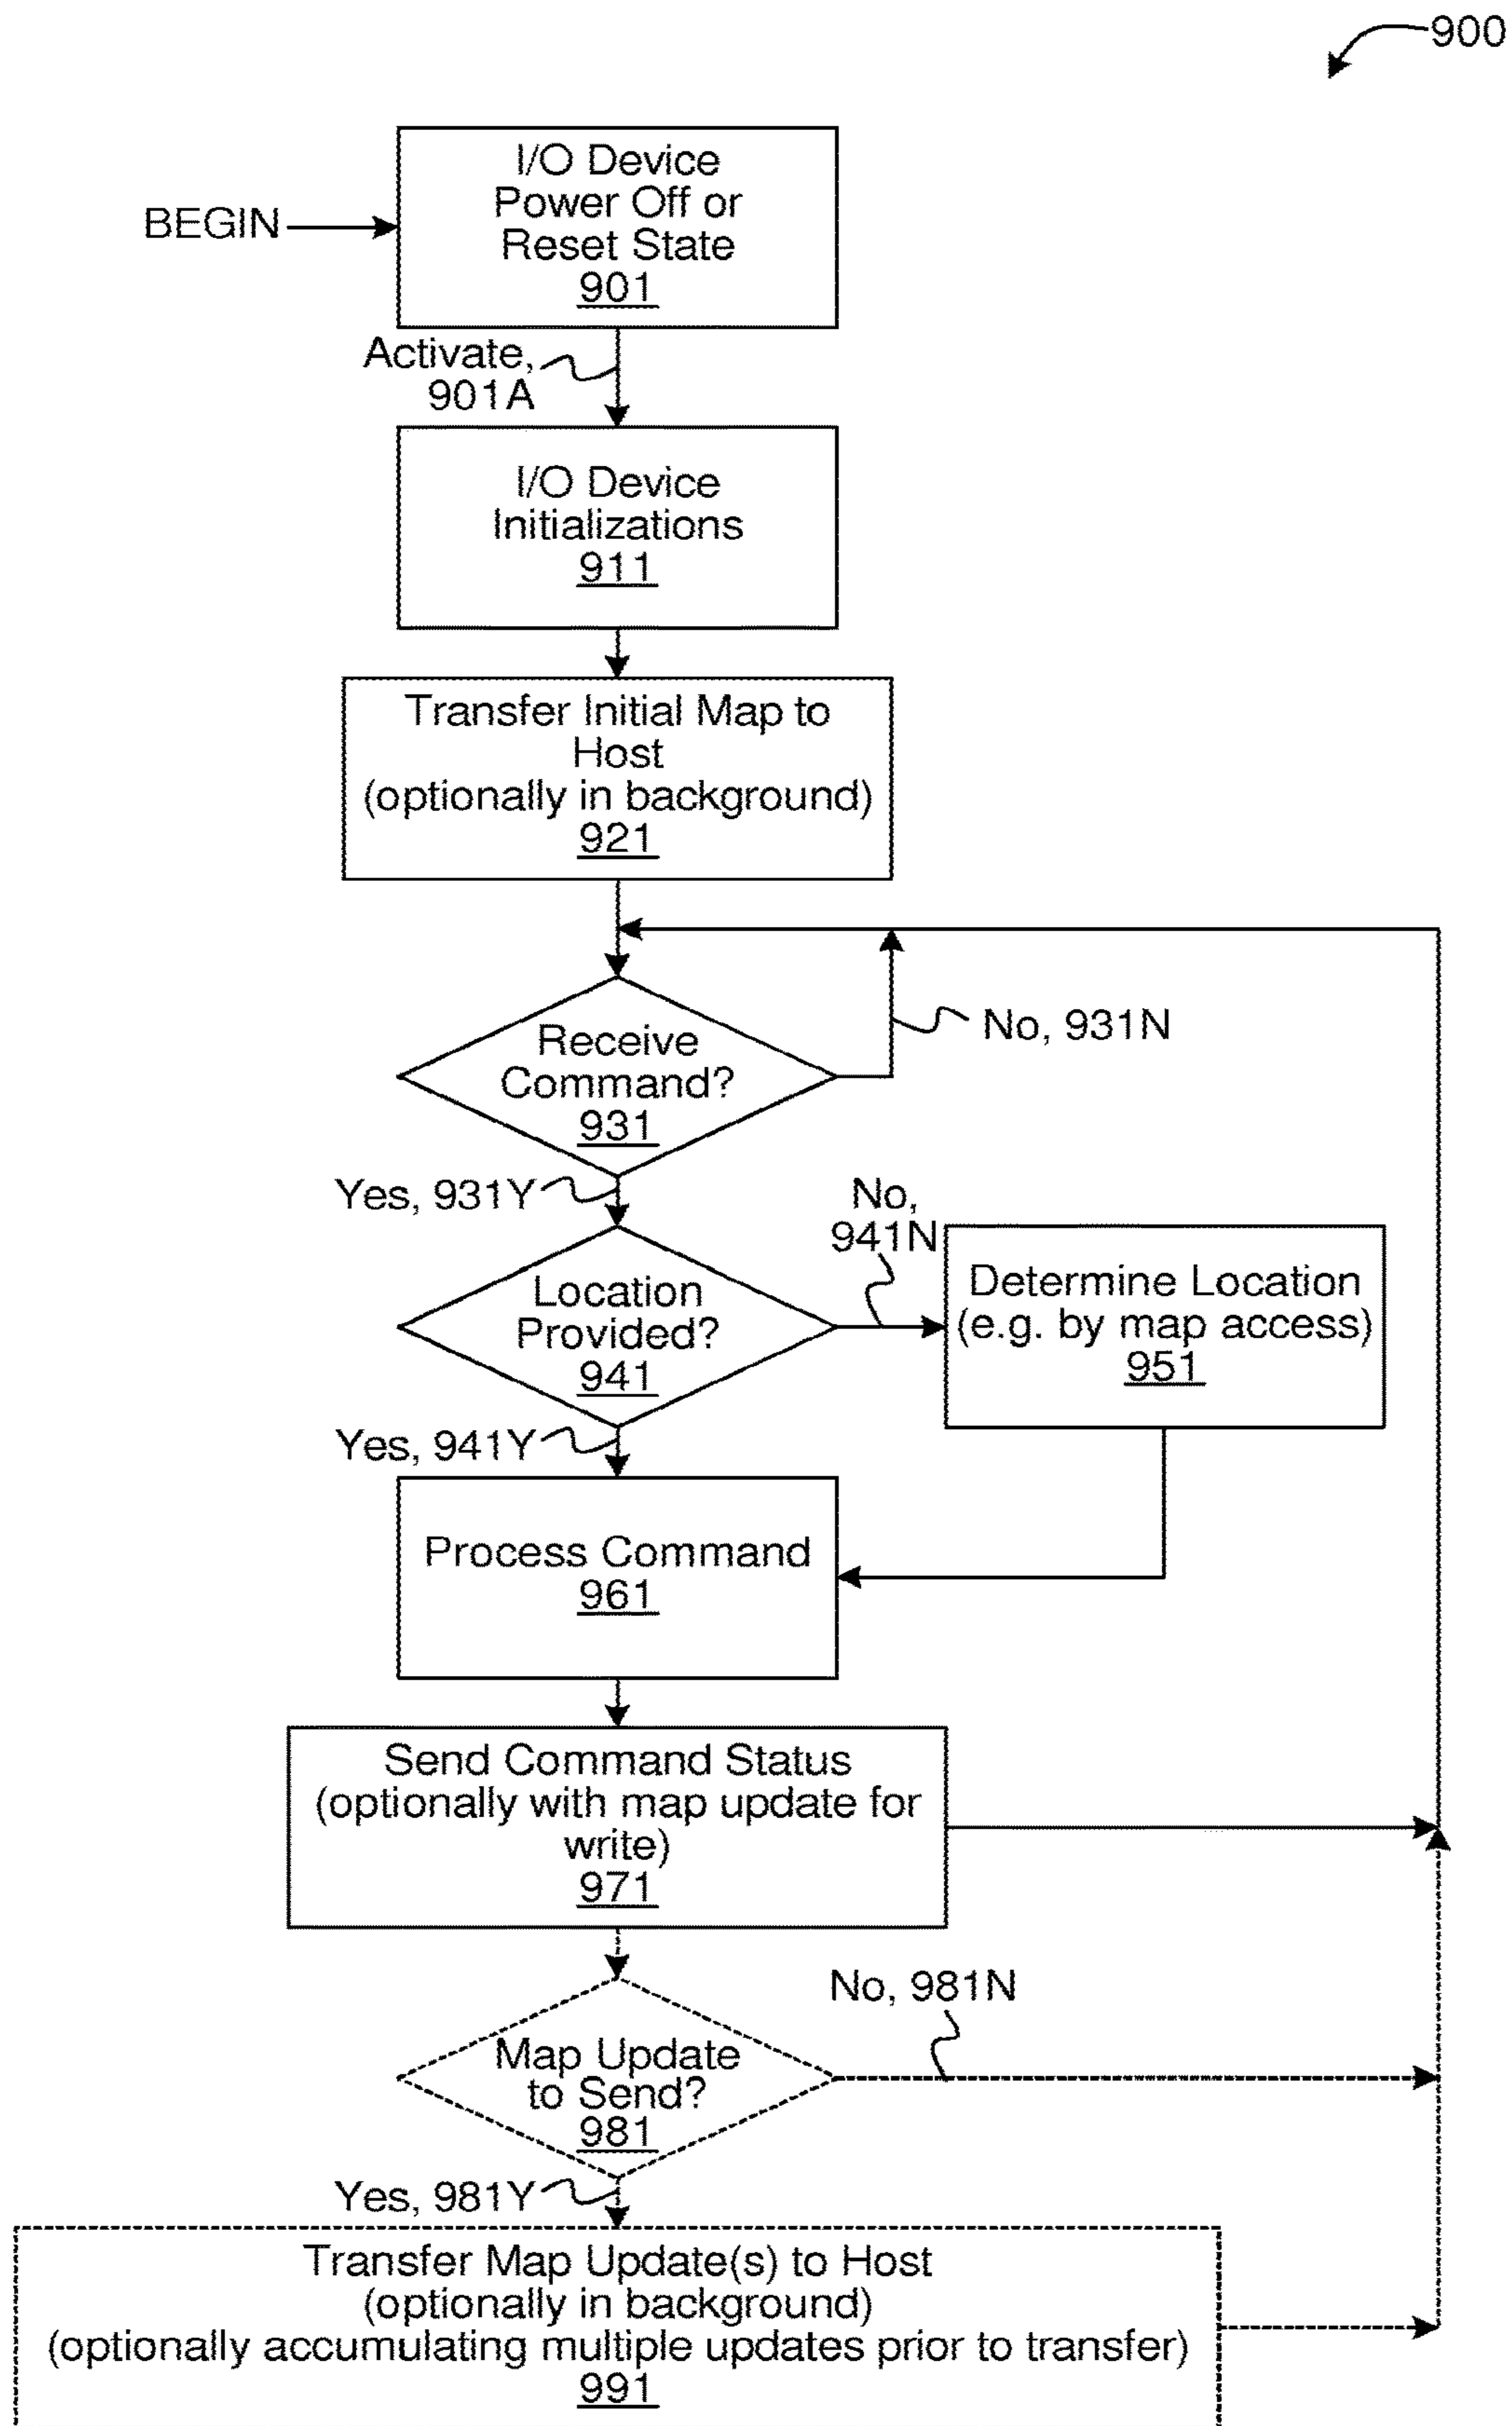 900
I/O Device
Power Off or
Reset State
901
BEGIN
Activate,
901A
I/O Device
Initializations
911
Transfer Initial Map to
Host
(optionally in background)
921
Receive
Command?
931
No, 931N
Yes, 931Y
Location
Provided?
941
No,
941N
Determine Location
(e.g. by map access)
951
Yes, 941Y
Process Command
961
Send Command Status
(optionally with map update for
write)
971
Map Update
to Send?
981
No, 981N
Yes, 981Y
Transfer Map Update(s) to Host
(optionally in background)
(optionally accumulating multiple updates prior to transfer)
991